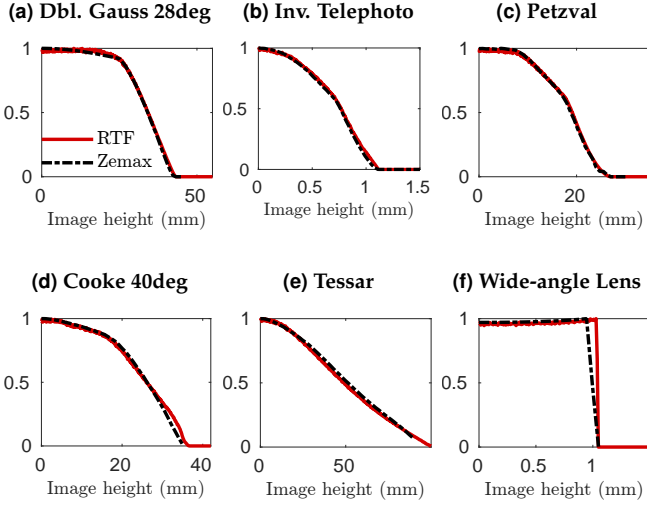 (a) Dbl. Gauss 28deg
1
0.5
0
RTF
Zemax
0
50
Image height (mm)
(b) Inv. Telephoto
1
0.5
0
0
0.5
1
1.5
Image height (mm)
(c) Petzval
1
0.5
0
0
20
Image height (mm)
(d) Cooke 40deg
1
0.5
0
0
20
40
Image height (mm)
(e) Tessar
1
0.5
0
0
50
Image height (mm)
(f) Wide-angle Lens
1
0.5
0
0
0.5
1
Image height (mm)